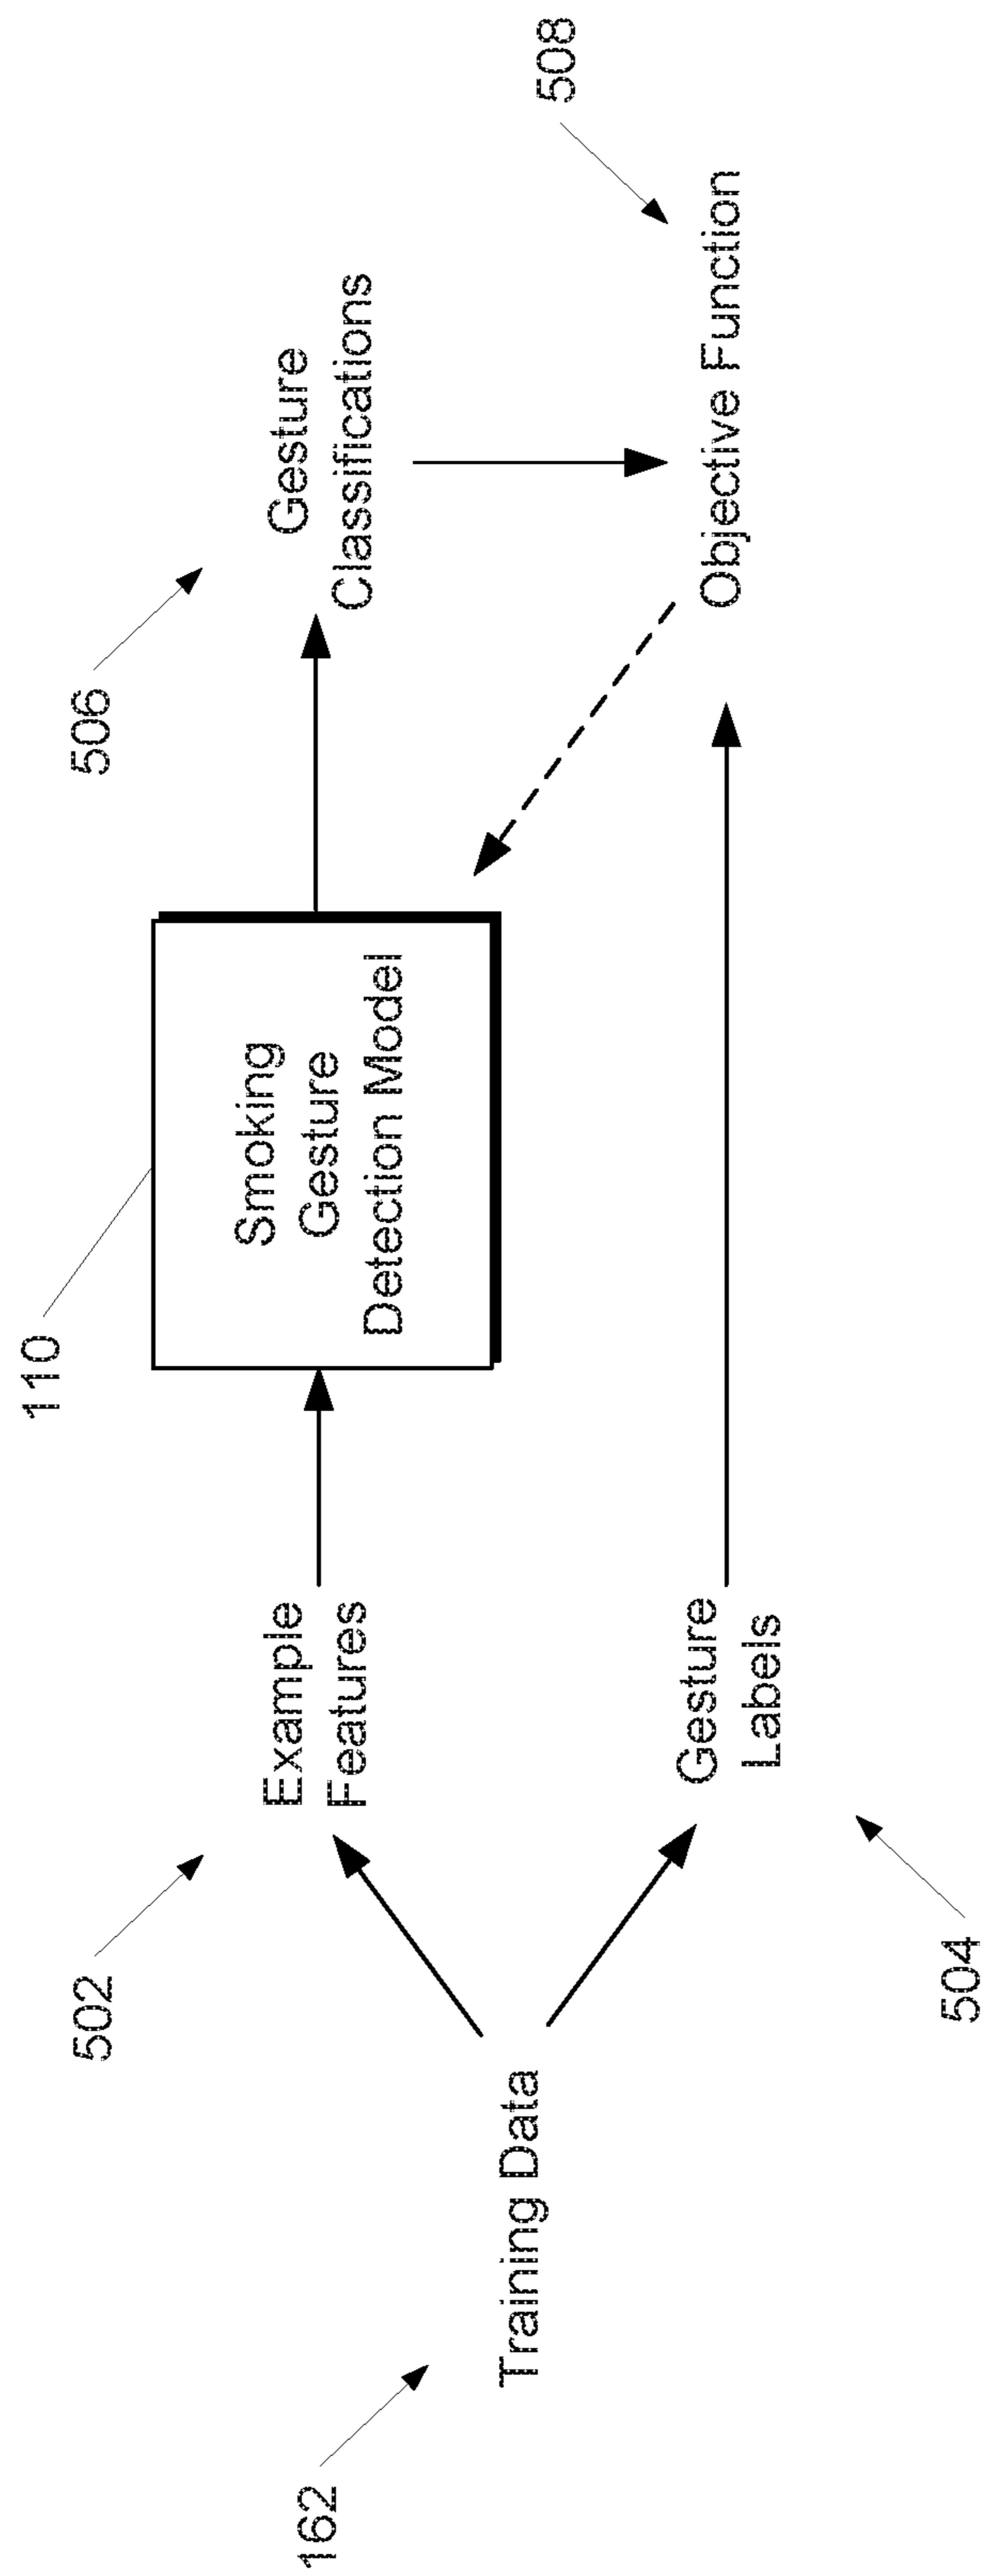 162
Training Data
502
Example
Features
504
Gesture
Labels
110
Smoking
Gesture
Detection Model
506
Gesture
Classifications
508
Objective Function